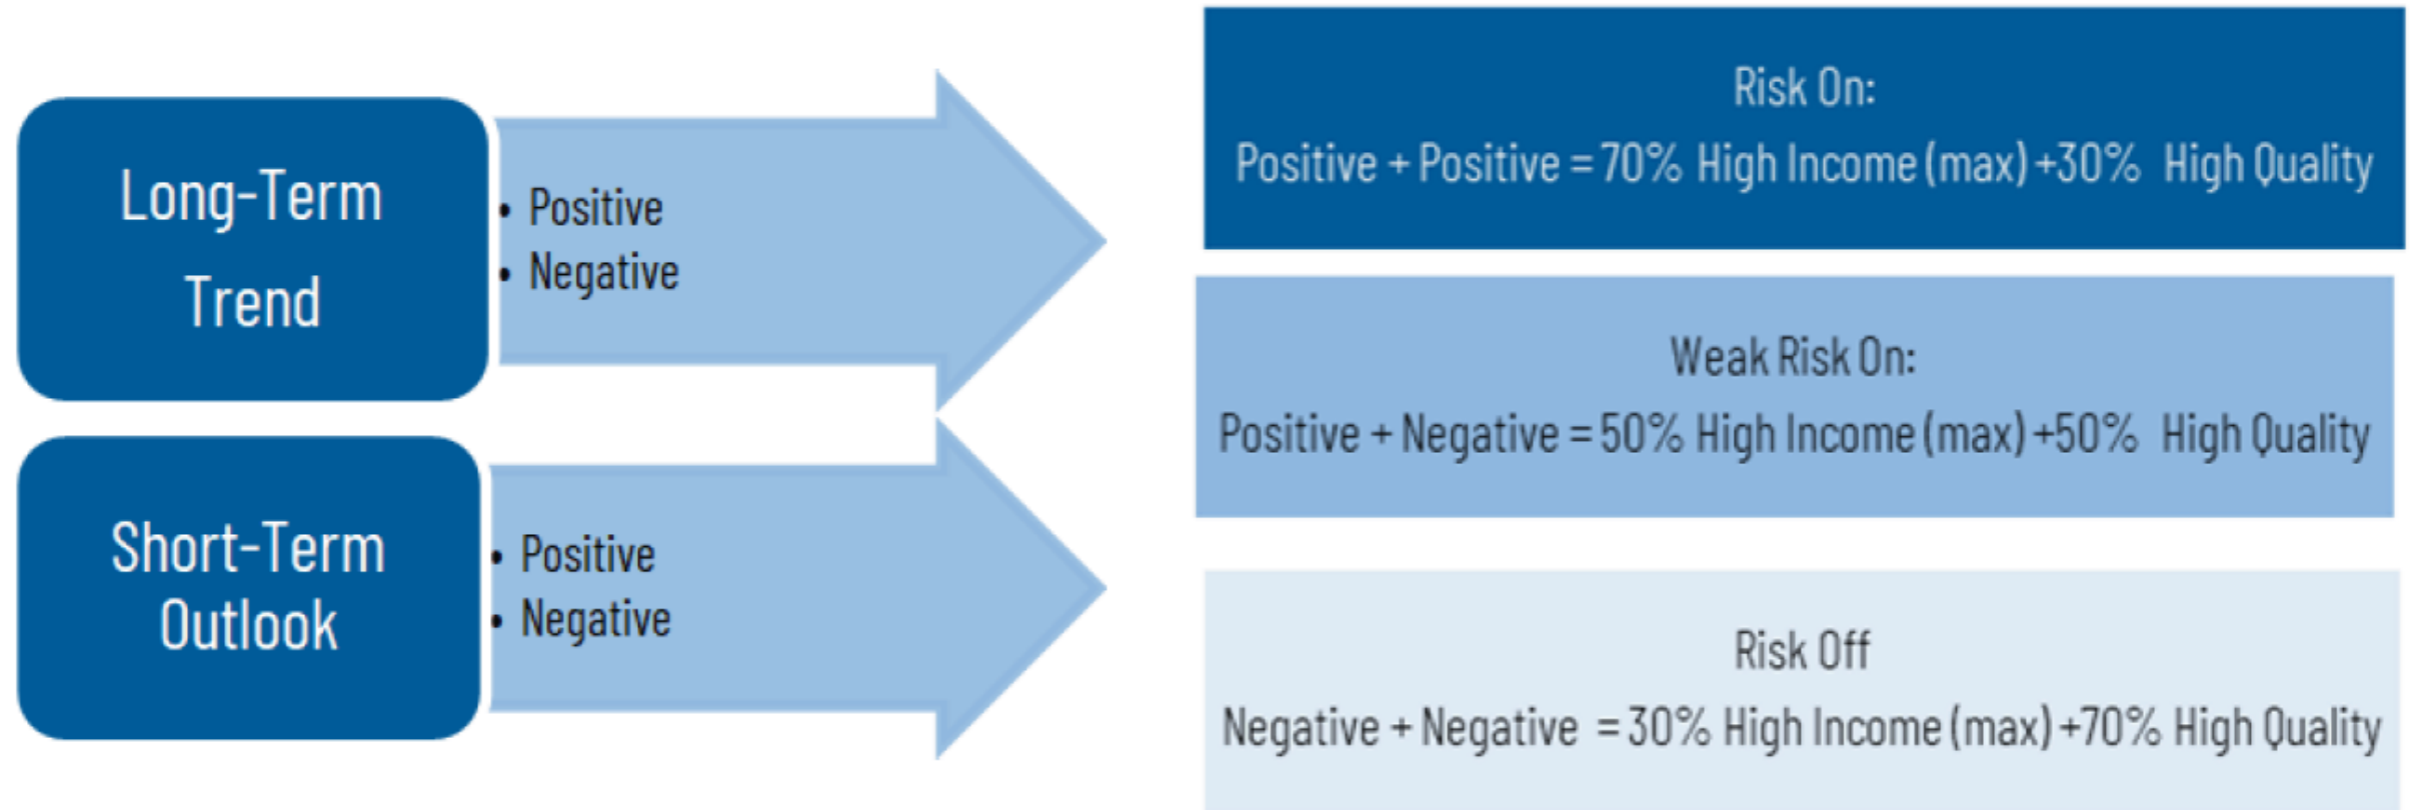 Long-Term
Trend
• Positive
• Negative
Short-Term
Outlook
• Positive
• Negative
Risk On:
Positive + Positive = 70% High Income (max) +30% High Quality
Weak Risk On:
Positive + Negative = 50% High Income (max) +50% High Quality
Risk Off
Negative + Negative = 30% High Income (max) +70% High Quality